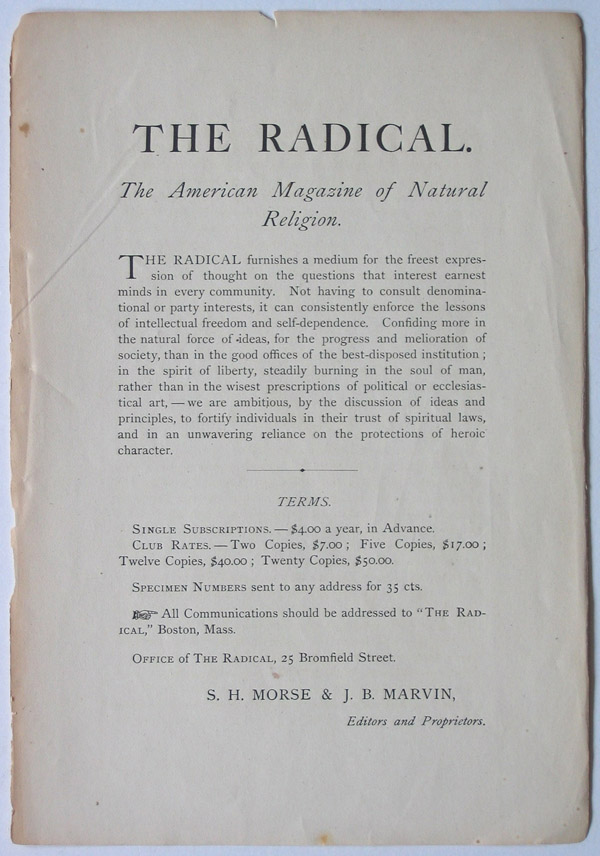 THE RADICAL.
The American Magazine of Natural
Religion.
THE RADICAL furnishes a medium for the freest expres-
sion of thought on the questions that interest earnest
minds in every community. Not having to consult denomina-
tional or party interests, it can consistently enforce the lessons
of intellectual freedom and self-dependence. Confiding more in
the natural force of ideas, for the progress and melioration of
society, than in the good offices of the best-disposed institution ;
in the spirit of liberty, steadily burning in the soul of man,
rather than in the wisest prescriptions of political or ecclesias-
tical art, — we are ambitious, by the discussion of ideas and
principles, to fortify individuals in their trust of spiritual laws,
and in an unwavering reliance on the protections of heroic
character.
TERMS.
SINGLE SUBSCRIPTIONS. — $4.00 a year, in Advance.
CLUB RATES. — Two Copies, $7.00 ; Five Copies, $17.00 ;
Twelve Copies, $40.00 ; Twenty Copies, $50.00.
SPECIMEN NUMBERS sent to any address for 35 cts.
☞ All Communications should be addressed to “THE RAD-
ICAL,” Boston, Mass.
OFFICE of THE RADICAL, 25 Bromfield Street.
S. H. MORSE & J. B. MARVIN,
Editors and Proprietors.